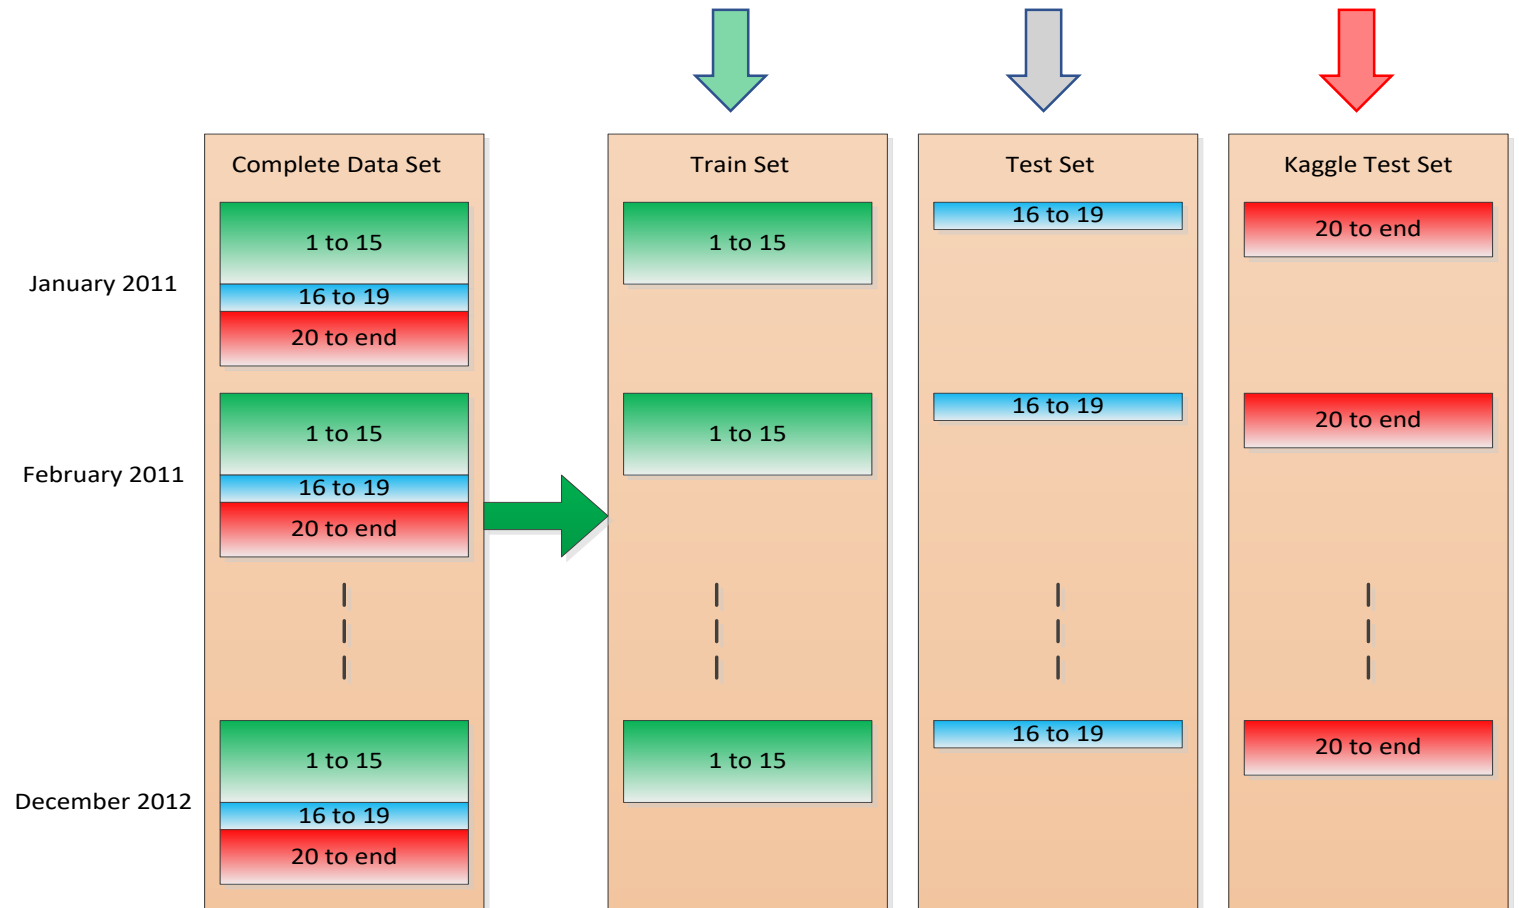 Complete Data Set
Train Set
Test Set
Kaggle Test Set
January 2011
1 to 15
16 to 19
20 to end
1 to 15
16 to 19
20 to end
February 2011
1 to 15
16 to 19
20 to end
1 to 15
16 to 19
20 to end
December 2012
1 to 15
16 to 19
20 to end
1 to 15
16 to 19
20 to end